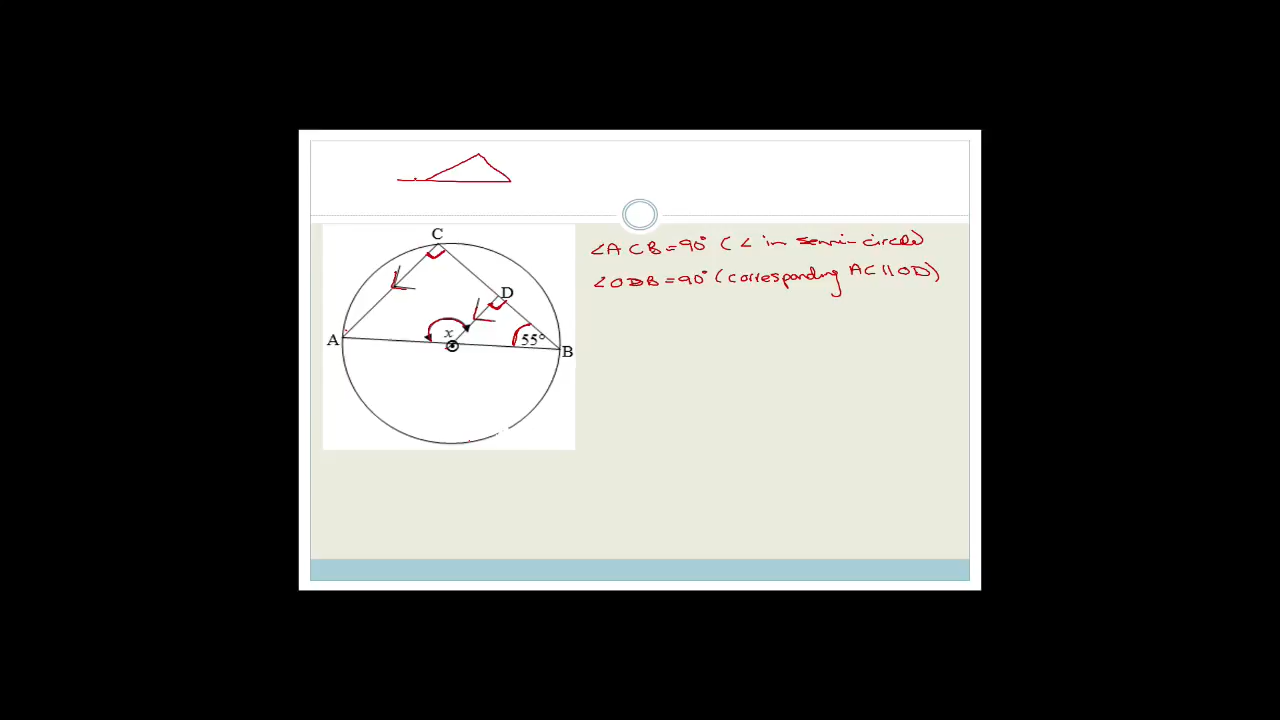 C
∠ACB = 90° (∠ in semi-circle)
∠ODB = 90° (corresponding AC || OD)
D
x
A
55°
B